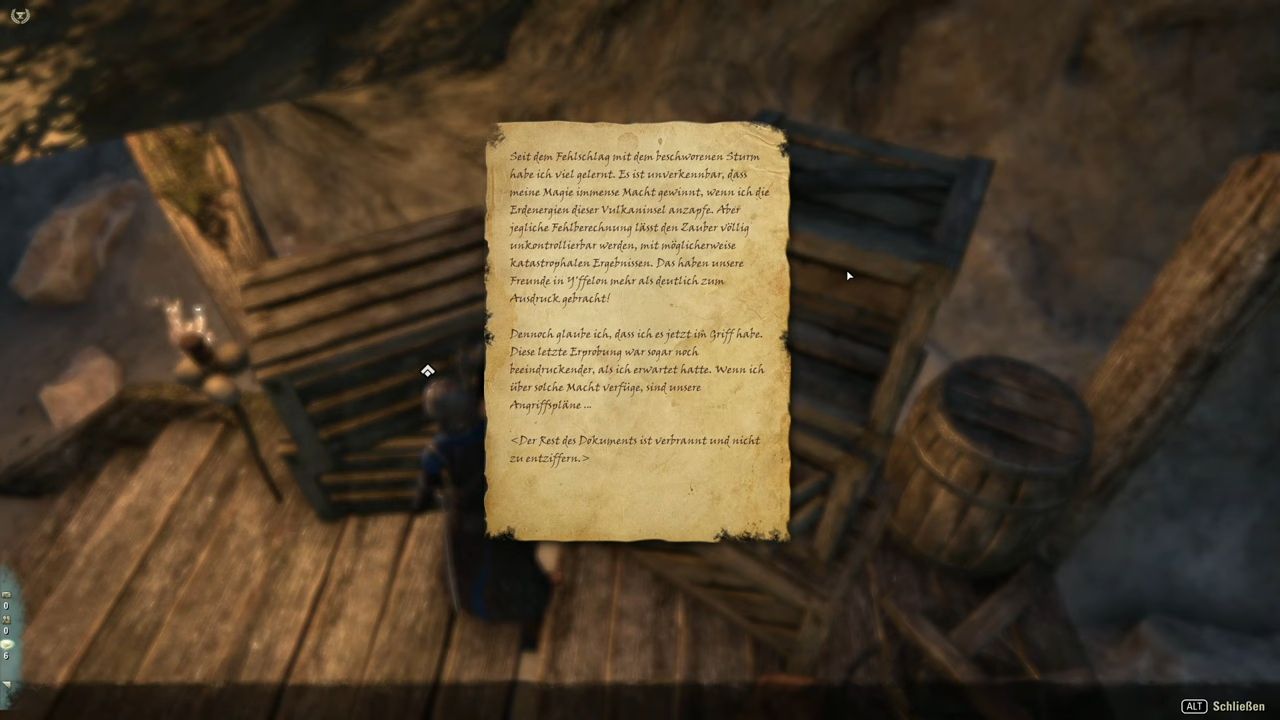 Seit dem Fehlschlag mit dem beschworenen Sturm
habe ich viel gelernt. Es ist unverkennbar, dass
meine Magie immense Macht gewinnt, wenn ich die
Erdenergien dieser Vulkaninsel anzapfe. Aber
jegliche Fehlberechnung lässt den Zauber völlig
unkontrollierbar werden, mit möglicherweise
katastrophalen Ergebnissen. Das haben unsere
Freunde in Y'ffelon mehr als deutlich zum
Ausdruck gebracht!
Dennoch glaube ich, dass ich es jetzt im Griff habe.
Diese letzte Erprobung war sogar noch
beeindruckender, als ich erwartet hatte. Wenn ich
über solche Macht verfüge, sind unsere
Angriffspläne ...
<Der Rest des Dokuments ist verbrannt und nicht
zu entziffern.>
0
0
6
ALT Schließen